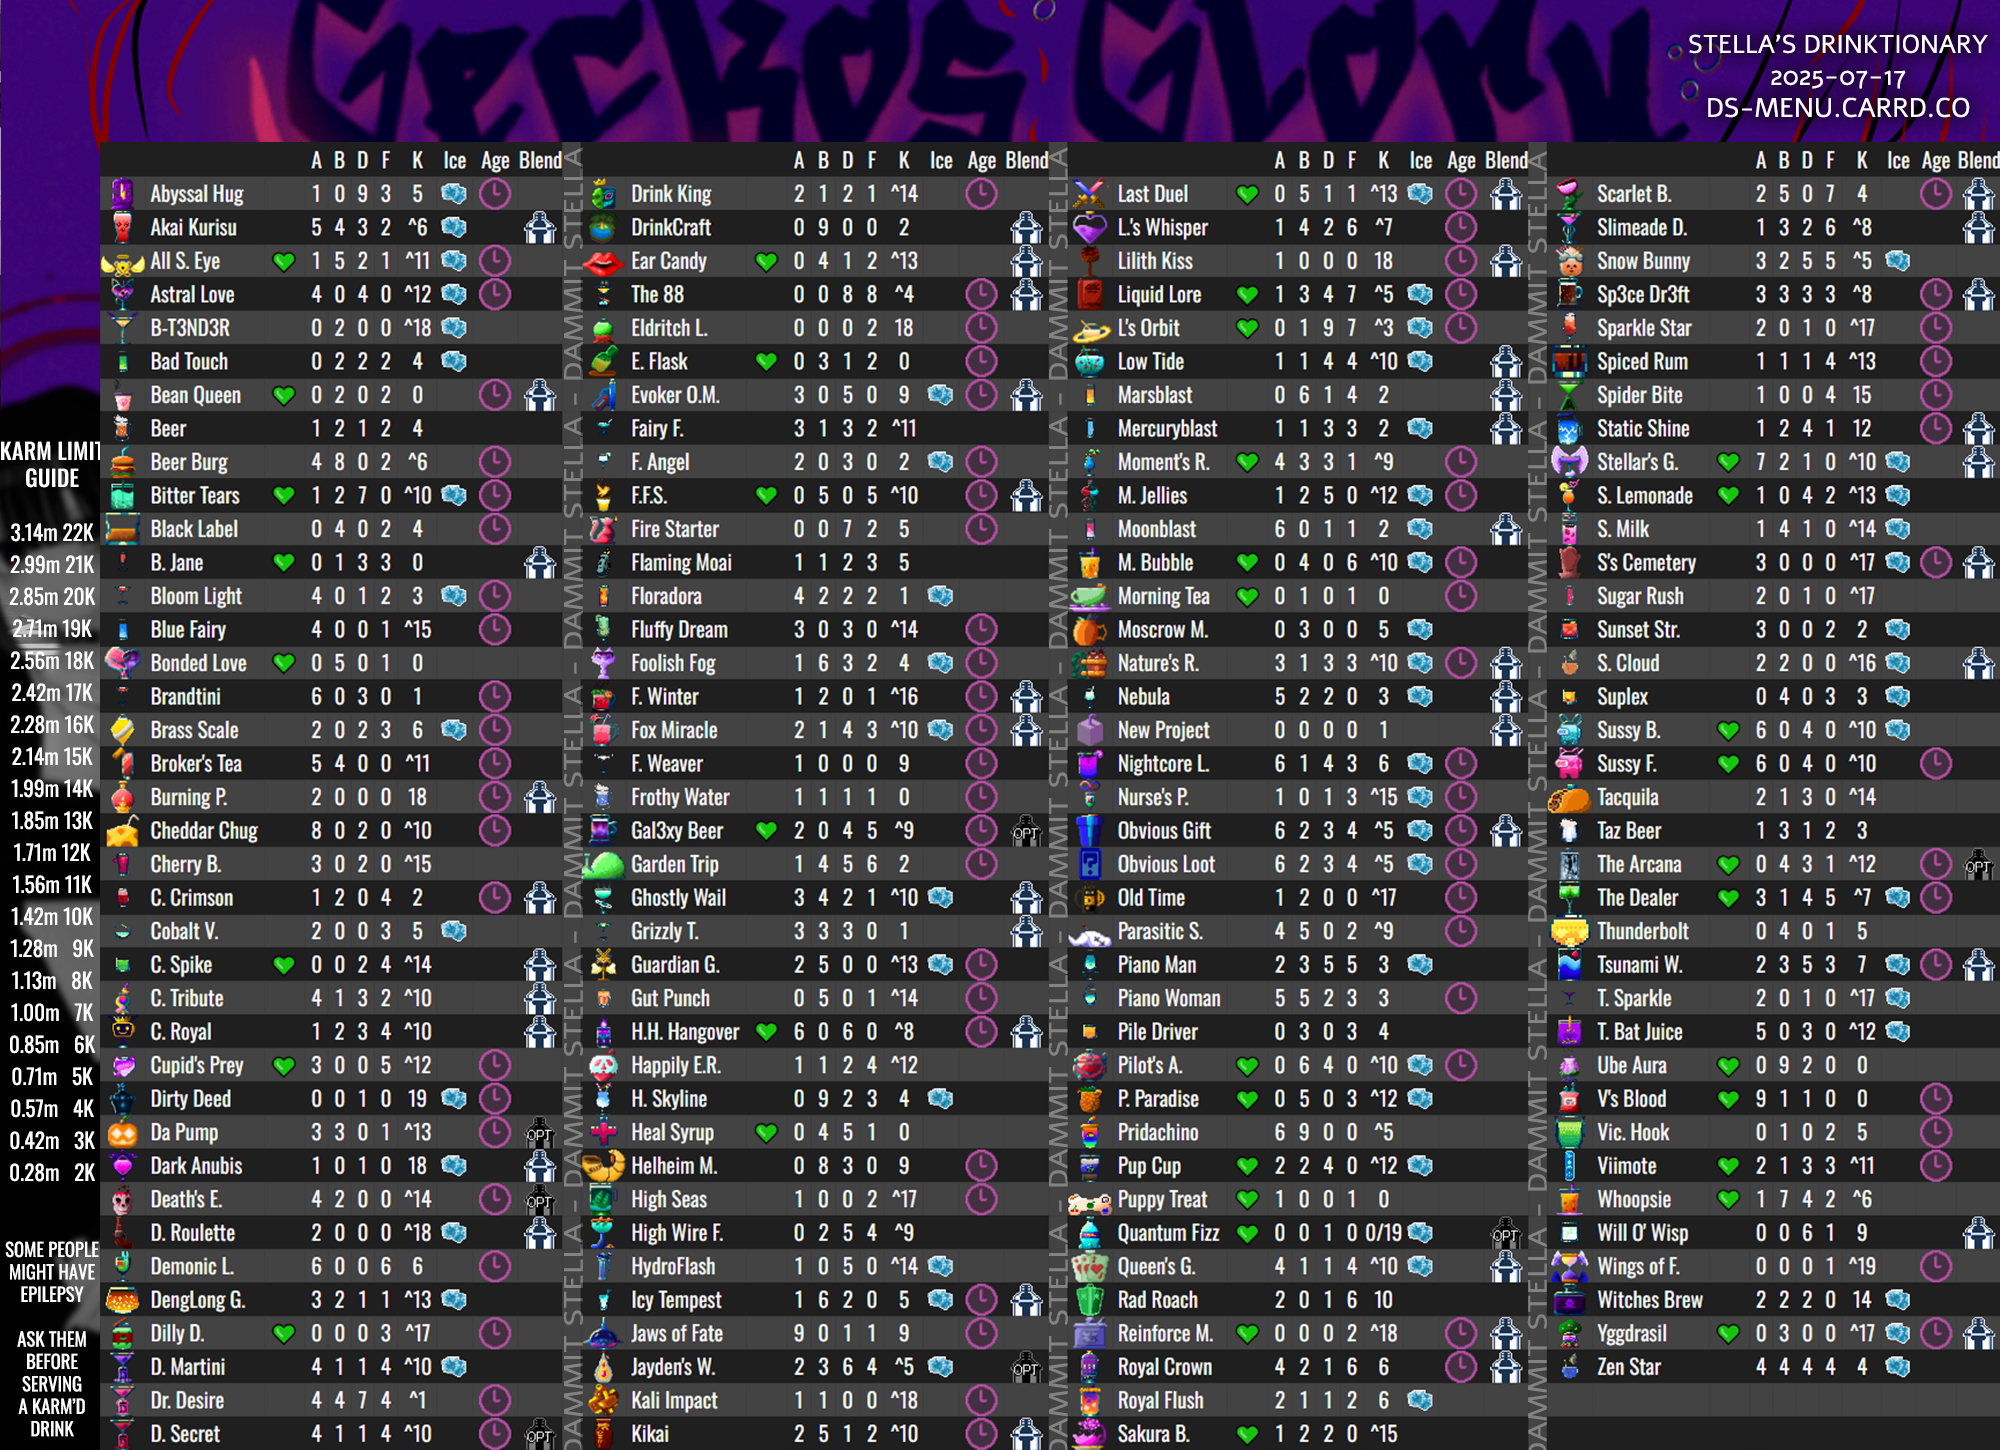 GECKOS GLORY
STELLA'S DRINKTIONARY
2025-07-17
DS-MENU.CARRD.CO
KARM LIMIT
GUIDE
3.14m 22K
2.99m 21K
2.85m 20K
2.71m 19K
2.56m 18K
2.42m 17K
2.28m 16K
2.14m 15K
1.99m 14K
1.85m 13K
1.71m 12K
1.56m 11K
1.42m 10K
1.28m 9K
1.13m 8K
1.00m 7K
0.85m 6K
0.71m 5K
0.57m 4K
0.42m 3K
0.28m 2K
SOME PEOPLE
MIGHT HAVE
EPILEPSY
ASK THEM
BEFORE
SERVING
A KARM'D
DRINK
A B D F K Ice Age Blend
Abyssal Hug 1 0 9 3 5
Akai Kurisu 5 4 3 2 ^6
All S. Eye 1 5 2 1 ^11
Astral Love 4 0 4 0 ^12
B-T3ND3R 0 2 0 0 ^18
Bad Touch 0 2 2 2 4
Bean Queen 0 2 0 2 0
Beer 1 2 1 2 4
Beer Burg 4 8 0 2 ^6
Bitter Tears 1 2 7 0 ^10
Black Label 0 4 0 2 4
B. Jane 0 1 3 3 0
Bloom Light 4 0 1 2 3
Blue Fairy 4 0 0 1 ^15
Bonded Love 0 5 0 1 0
Brandtini 6 0 3 0 1
Brass Scale 2 0 2 3 6
Broker's Tea 5 4 0 0 ^11
Burning P. 2 0 0 0 18
Cheddar Chug 8 0 2 0 ^10
Cherry B. 3 0 2 0 ^15
C. Crimson 1 2 0 4 2
Cobalt V. 2 0 0 3 5
C. Spike 0 0 2 4 ^14
C. Tribute 4 1 3 2 ^10
C. Royal 1 2 3 4 ^10
Cupid's Prey 3 0 0 5 ^12
Dirty Deed 0 0 1 0 19
Da Pump 3 3 0 1 ^13 OPT
Dark Anubis 1 0 1 0 18
Death's E. 4 2 0 0 ^14 OPT
D. Roulette 2 0 0 0 ^18
Demonic L. 6 0 0 6 6
DengLong G. 3 2 1 1 ^13
Dilly D. 0 0 0 3 ^17
D. Martini 4 1 1 4 ^10
Dr. Desire 4 4 7 4 ^1
D. Secret 4 1 1 4 ^10 OPT
DAMMIT STELLA - DAMMIT STELLA - DAMMIT STELLA - DAMMIT STELLA
A B D F K Ice Age Blend
Drink King 2 1 2 1 ^14
DrinkCraft 0 9 0 0 2
Ear Candy 0 4 1 2 ^13
The 88 0 0 8 8 ^4
Eldritch L. 0 0 0 2 18
E. Flask 0 3 1 2 0
Evoker O.M. 3 0 5 0 9
Fairy F. 3 1 3 2 ^11
F. Angel 2 0 3 0 2
F.F.S. 0 5 0 5 ^10
Fire Starter 0 0 7 2 5
Flaming Moai 1 1 2 3 5
Floradora 4 2 2 2 1
Fluffy Dream 3 0 3 0 ^14
Foolish Fog 1 6 3 2 4
F. Winter 1 2 0 1 ^16
Fox Miracle 2 1 4 3 ^10
F. Weaver 1 0 0 0 9
Frothy Water 1 1 1 1 0
Gal3xy Beer 2 0 4 5 ^9 OPT
Garden Trip 1 4 5 6 2
Ghostly Wail 3 4 2 1 ^10
Grizzly T. 3 3 3 0 1
Guardian G. 2 5 0 0 ^13
Gut Punch 0 5 0 1 ^14
H.H. Hangover 6 0 6 0 ^8
Happily E.R. 1 1 2 4 ^12
H. Skyline 0 9 2 3 4
Heal Syrup 0 4 5 1 0
Helheim M. 0 8 3 0 9
High Seas 1 0 0 2 ^17
High Wire F. 0 2 5 4 ^9
HydroFlash 1 0 5 0 ^14
Icy Tempest 1 6 2 0 5
Jaws of Fate 9 0 1 1 9
Jayden's W. 2 3 6 4 ^5 OPT
Kali Impact 1 1 0 0 ^18
Kikai 2 5 1 2 ^10
DAMMIT STELLA - DAMMIT STELLA - DAMMIT STELLA - DAMMIT STELLA
A B D F K Ice Age Blend
Last Duel 0 5 1 1 ^13
L.'s Whisper 1 4 2 6 ^7
Lilith Kiss 1 0 0 0 18
Liquid Lore 1 3 4 7 ^5
L's Orbit 0 1 9 7 ^3
Low Tide 1 1 4 4 ^10
Marsblast 0 6 1 4 2
Mercuryblast 1 1 3 3 2
Moment's R. 4 3 3 1 ^9
M. Jellies 1 2 5 0 ^12
Moonblast 6 0 1 1 2
M. Bubble 0 4 0 6 ^10
Morning Tea 0 1 0 1 0
Moscrow M. 0 3 0 0 5
Nature's R. 3 1 3 3 ^10
Nebula 5 2 2 0 3
New Project 0 0 0 0 1
Nightcore L. 6 1 4 3 6
Nurse's P. 1 0 1 3 ^15
Obvious Gift 6 2 3 4 ^5
Obvious Loot 6 2 3 4 ^5
Old Time 1 2 0 0 ^17
Parasitic S. 4 5 0 2 ^9
Piano Man 2 3 5 5 3
Piano Woman 5 5 2 3 3
Pile Driver 0 3 0 3 4
Pilot's A. 0 6 4 0 ^10
P. Paradise 0 5 0 3 ^12
Pridachino 6 9 0 0 ^5
Pup Cup 2 2 4 0 ^12
Puppy Treat 1 0 0 1 0
Quantum Fizz 0 0 1 0 0/19 OPT
Queen's G. 4 1 1 4 ^10
Rad Roach 2 0 1 6 10
Reinforce M. 0 0 0 2 ^18
Royal Crown 4 2 1 6 6
Royal Flush 2 1 1 2 6
Sakura B. 1 2 2 0 ^15
DAMMIT STELLA - DAMMIT STELLA - DAMMIT STELLA - DAMMIT STELLA
A B D F K Ice Age Blend
Scarlet B. 2 5 0 7 4
Slimeade D. 1 3 2 6 ^8
Snow Bunny 3 2 5 5 ^5
Sp3ce Dr3ft 3 3 3 3 ^8
Sparkle Star 2 0 1 0 ^17
Spiced Rum 1 1 1 4 ^13
Spider Bite 1 0 0 4 15
Static Shine 1 2 4 1 12
Stellar's G. 7 2 1 0 ^10
S. Lemonade 1 0 4 2 ^13
S. Milk 1 4 1 0 ^14
S's Cemetery 3 0 0 0 ^17
Sugar Rush 2 0 1 0 ^17
Sunset Str. 3 0 0 2 2
S. Cloud 2 2 0 0 ^16
Suplex 0 4 0 3 3
Sussy B. 6 0 4 0 ^10
Sussy F. 6 0 4 0 ^10
Tacquila 2 1 3 0 ^14
Taz Beer 1 3 1 2 3
The Arcana 0 4 3 1 ^12 OPT
The Dealer 3 1 4 5 ^7
Thunderbolt 0 4 0 1 5
Tsunami W. 2 3 5 3 7
T. Sparkle 2 0 1 0 ^17
T. Bat Juice 5 0 3 0 ^12
Ube Aura 0 9 2 0 0
V's Blood 9 1 1 0 0
Vic. Hook 0 1 0 2 5
Viimote 2 1 3 3 ^11
Whoopsie 1 7 4 2 ^6
Will O' Wisp 0 0 6 1 9
Wings of F. 0 0 0 1 ^19
Witches Brew 2 2 2 0 14
Yggdrasil 0 3 0 0 ^17
Zen Star 4 4 4 4 4